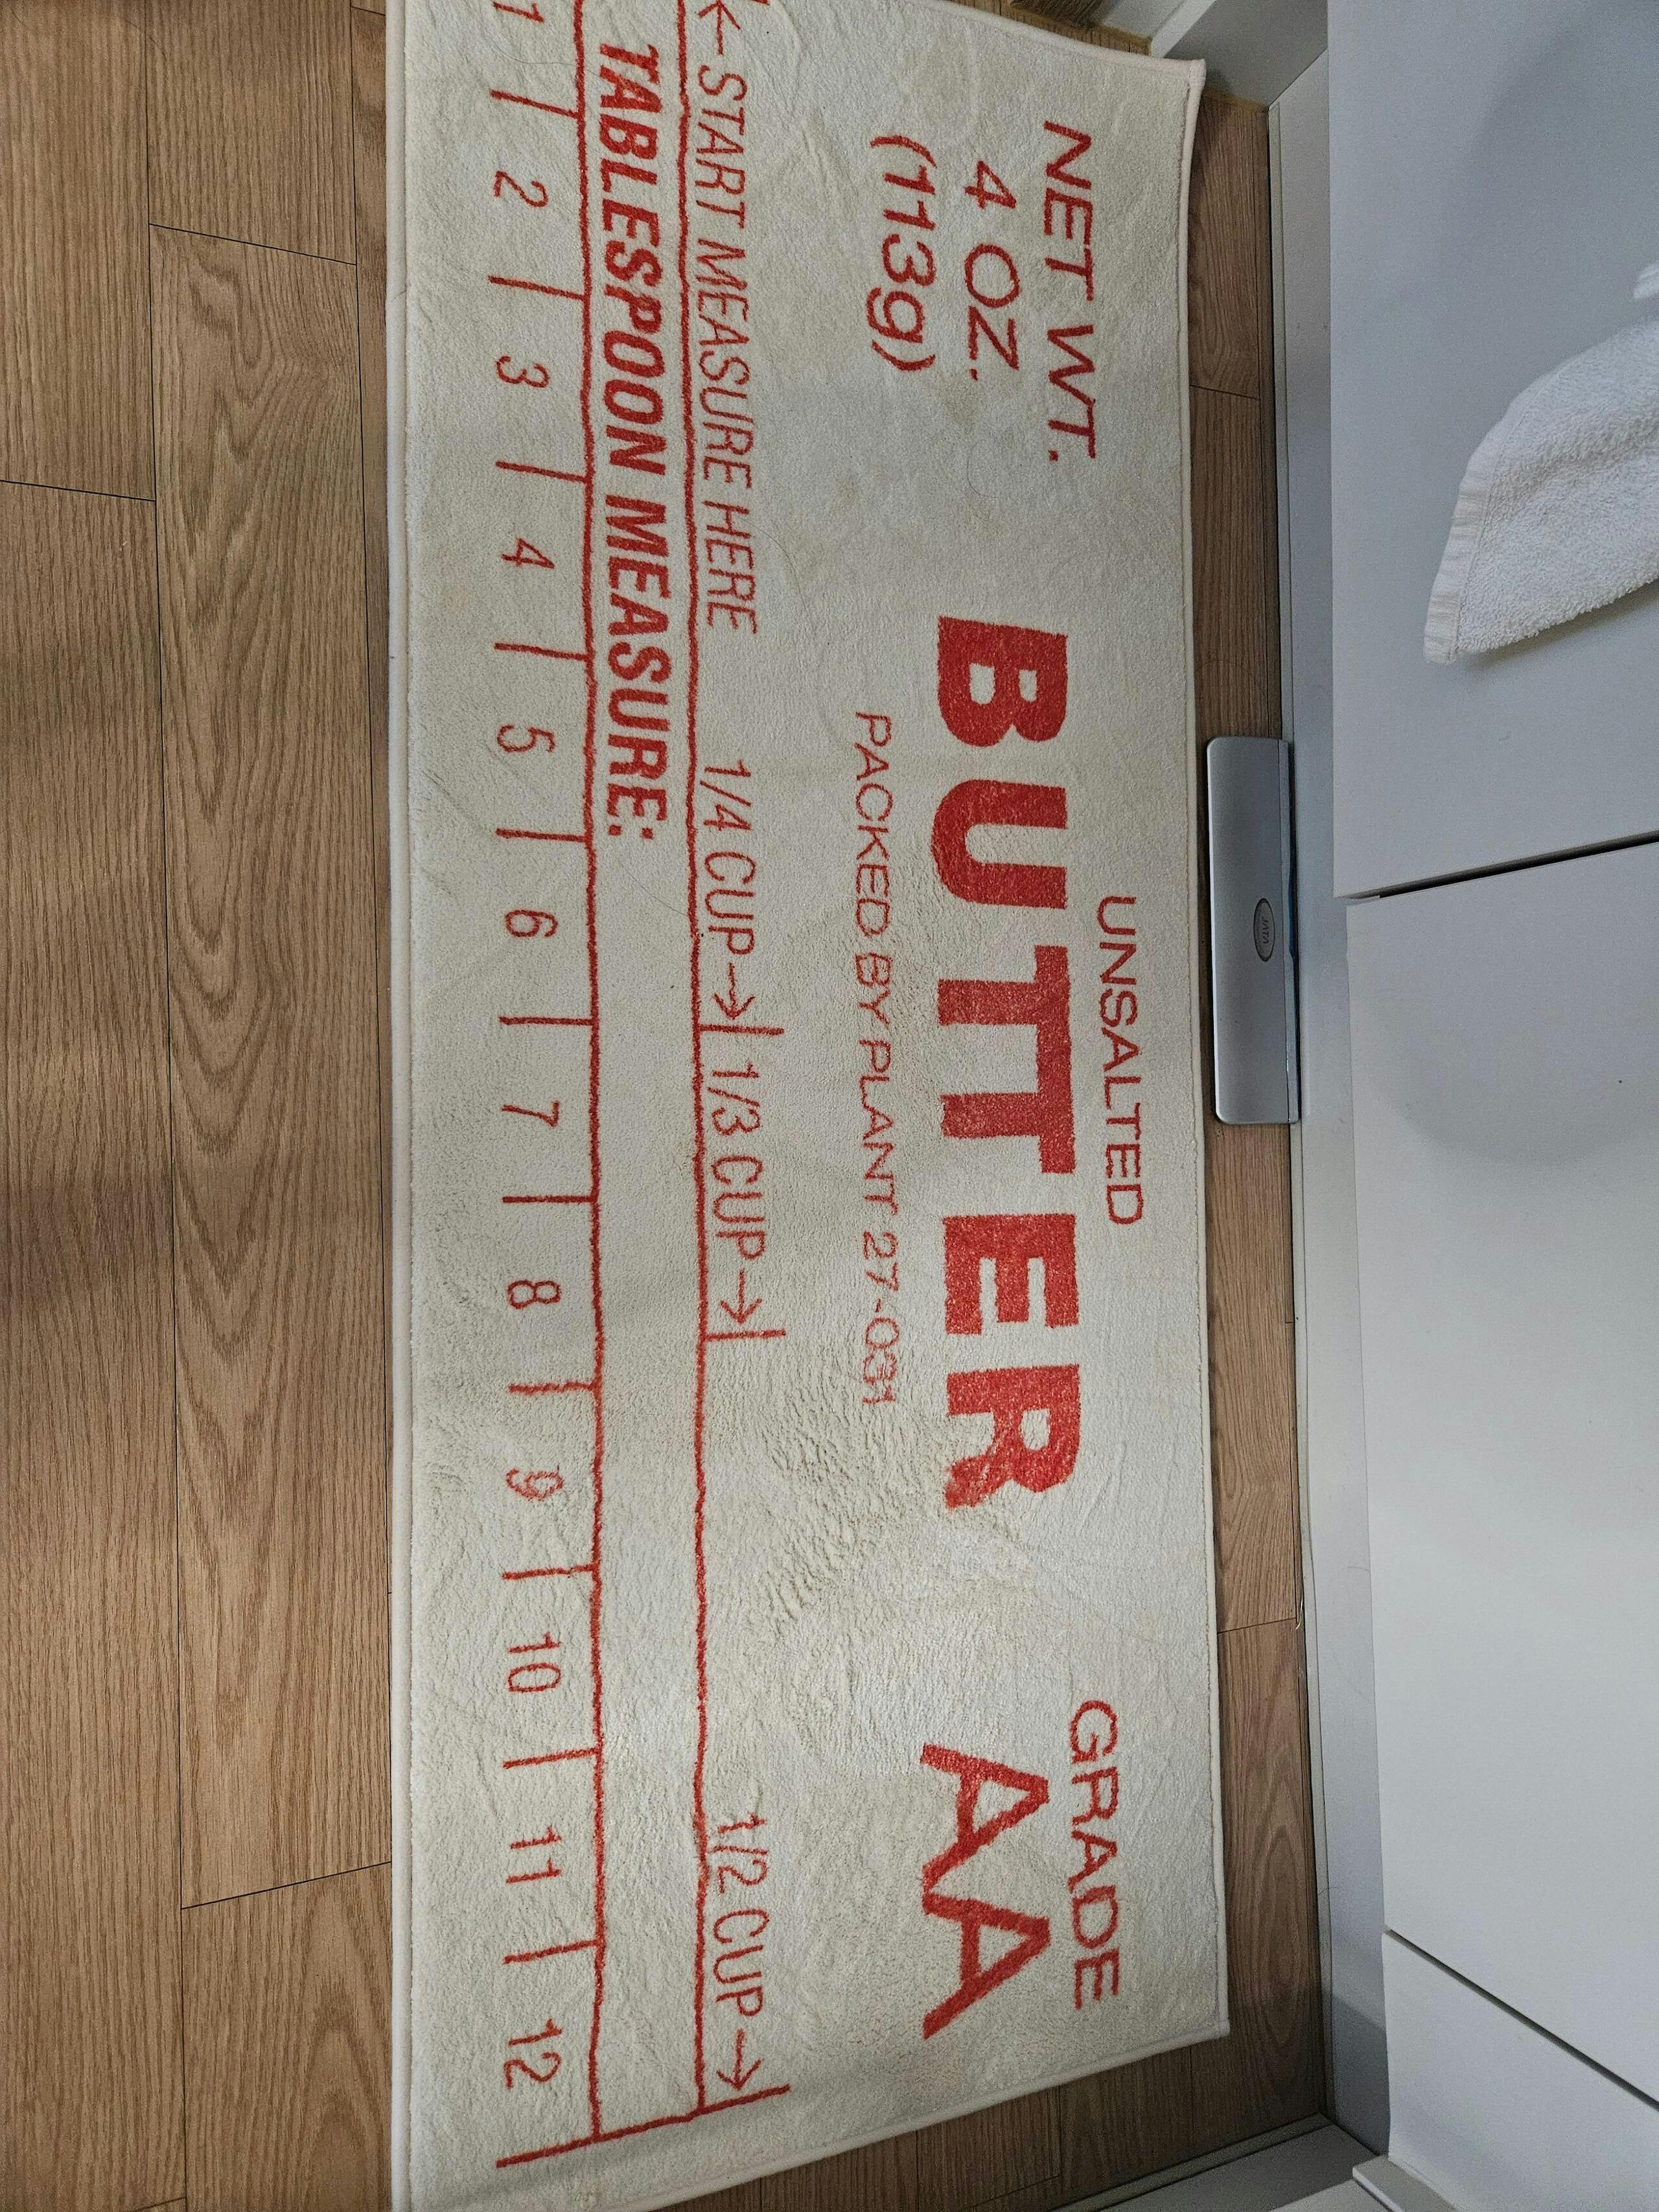 UNSALTED
NET WT.
4 OZ.
(113g)
BUTTER
PACKED BY PLANT 27-031
GRADE
AA
←START MEASURE HERE 1/4 CUP→ 1/3 CUP→ 1/2 CUP→
TABLESPOON MEASURE:
1 2 3 4 5 6 7 8 9 10 11 12
JATA